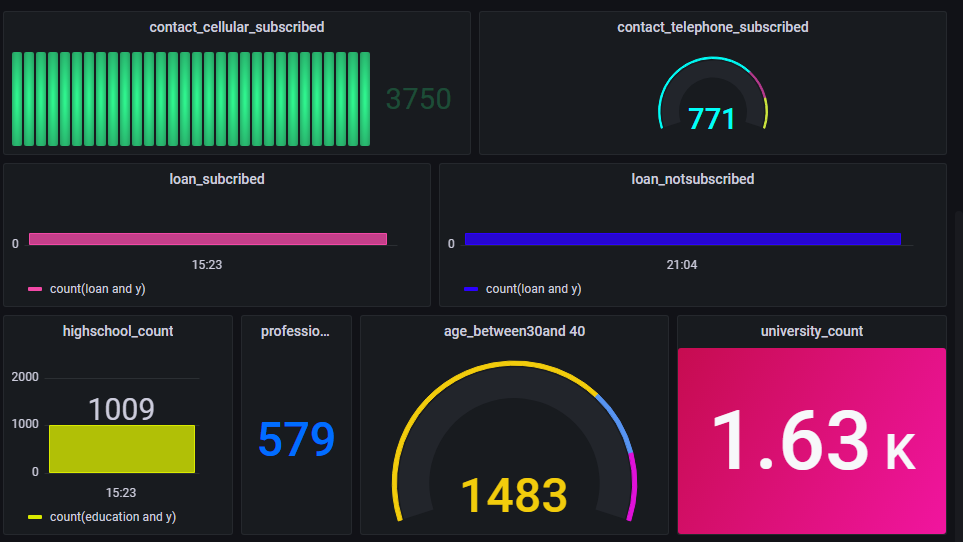 contact_cellular_subscribed
3750
contact_telephone_subscribed
771
loan_subcribed
0
15:23
count(loan and y)
loan_notsubscribed
0
21:04
count(loan and y)
highschool_count
2000
1009
1000
0
15:23
count(education and y)
professio...
579
age_between30and 40
1483
university_count
1.63 K